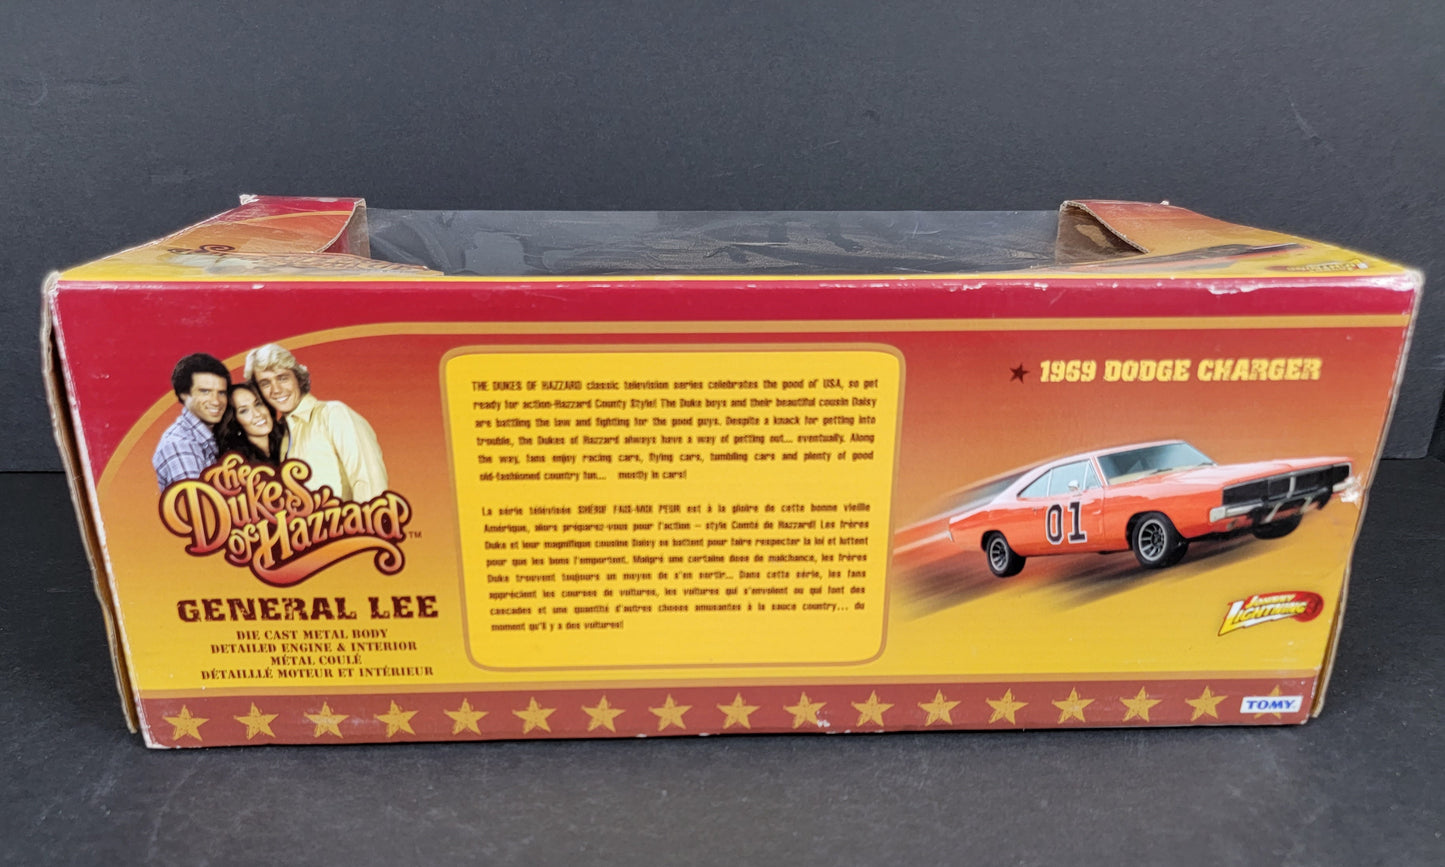 The
Dukes
of Hazzard™
GENERAL LEE
DIE CAST METAL BODY
DETAILED ENGINE & INTERIOR
MÉTAL COULÉ
DÉTAILLLÉ MOTEUR ET INTÉRIEUR
THE DUKES OF HAZZARD classic television series celebrates the good of' USA, so get
ready for action-Hazzard County Style! The Duke boys and their beautiful cousin Daisy
are battling the law and fighting for the good guys. Despite a knack for getting into
trouble, the Dukes of Hazzard always have a way of getting out... eventually. Along
the way, fans enjoy racing cars, flying cars, tumbling cars and plenty of good
old-fashioned country fun... mostly in cars!
La série télévisée SHÉRIF FAIS-MOI PEUR est à la gloire de cette bonne vieille
Amérique, alors préparez-vous pour l'action – style Comté de Hazzard! Les frères
Duke et leur magnifique cousine Daisy se battent pour faire respecter la loi et luttent
pour que les bons l'emportent. Malgré une certaine dose de malchance, les frères
Duke trouvent toujours un moyen de s'en sortir... Dans cette série, les fans
apprécient les courses de voitures, les voitures qui s'envolent ou qui font des
cascades et une quantité d'autres choses amusantes à la sauce country... du
moment qu'il y a des voitures!
1969 DODGE CHARGER
01
JOHNNY
LIGHTNING
TOMY